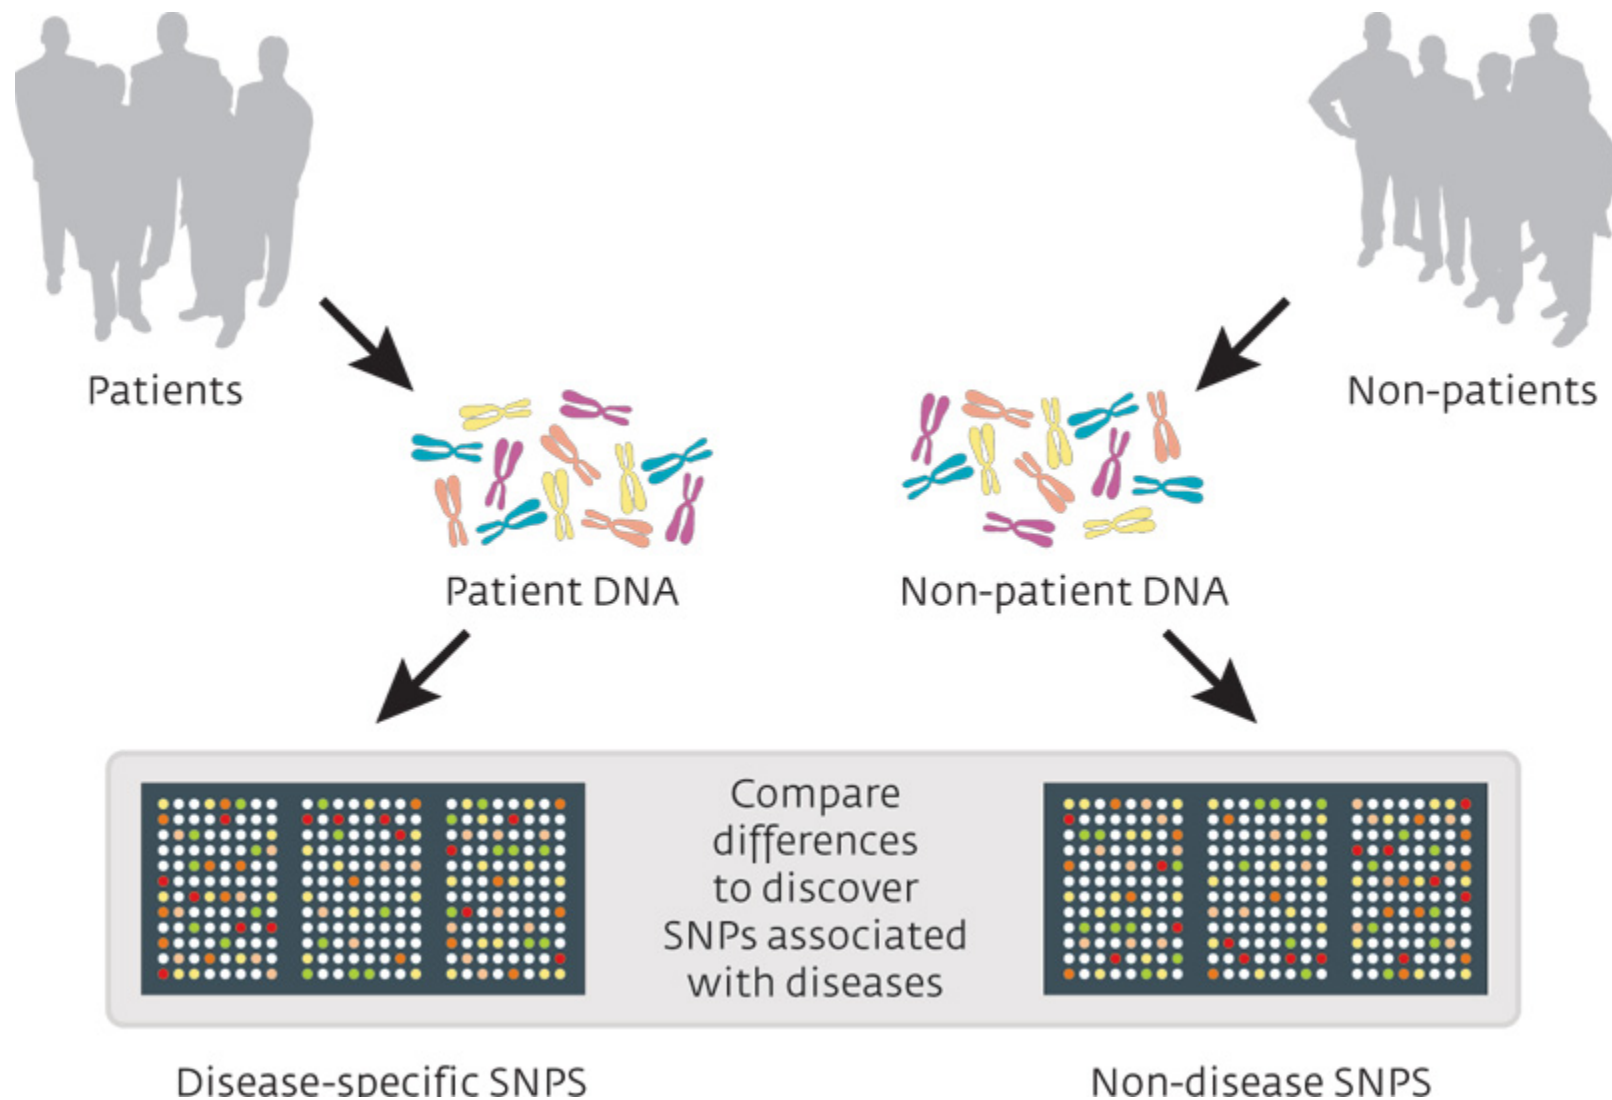 Patients
Non-patients
Patient DNA
Non-patient DNA
Compare
differences
to discover
SNPs associated
with diseases
Disease-specific SNPS
Non-disease SNPS